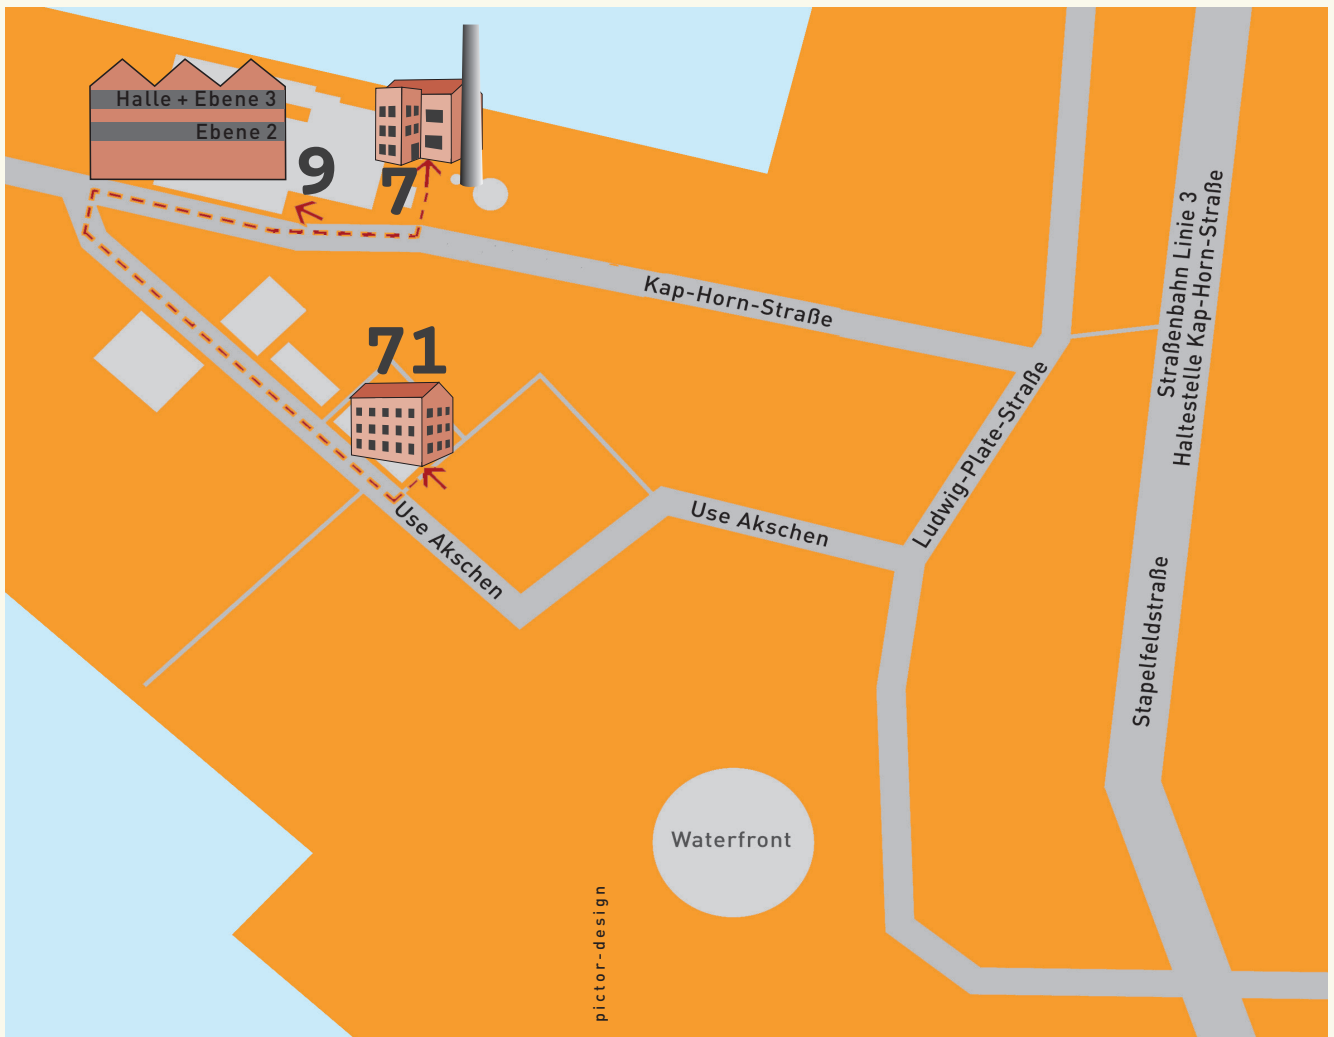 Halle + Ebene 3
Ebene 2
9
7
Kap-Horn-Straße
Straßenbahn Linie 3
Haltestelle Kap-Horn-Straße
71
Ludwig-Plate-Straße
Use Akschen
Use Akschen
Stapelfeldstraße
Waterfront
pictor-design